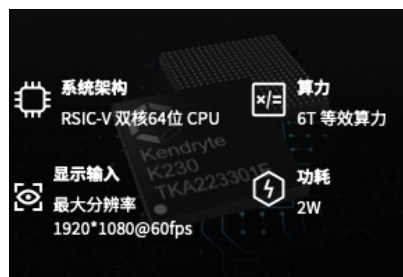 系统架构
RSIC-V 双核64位 CPU
×/=
算力
6T 等效算力
Kendryte
K230
TKA223301F
显示输入
最大分辨率
1920*1080@60fps
功耗
2W